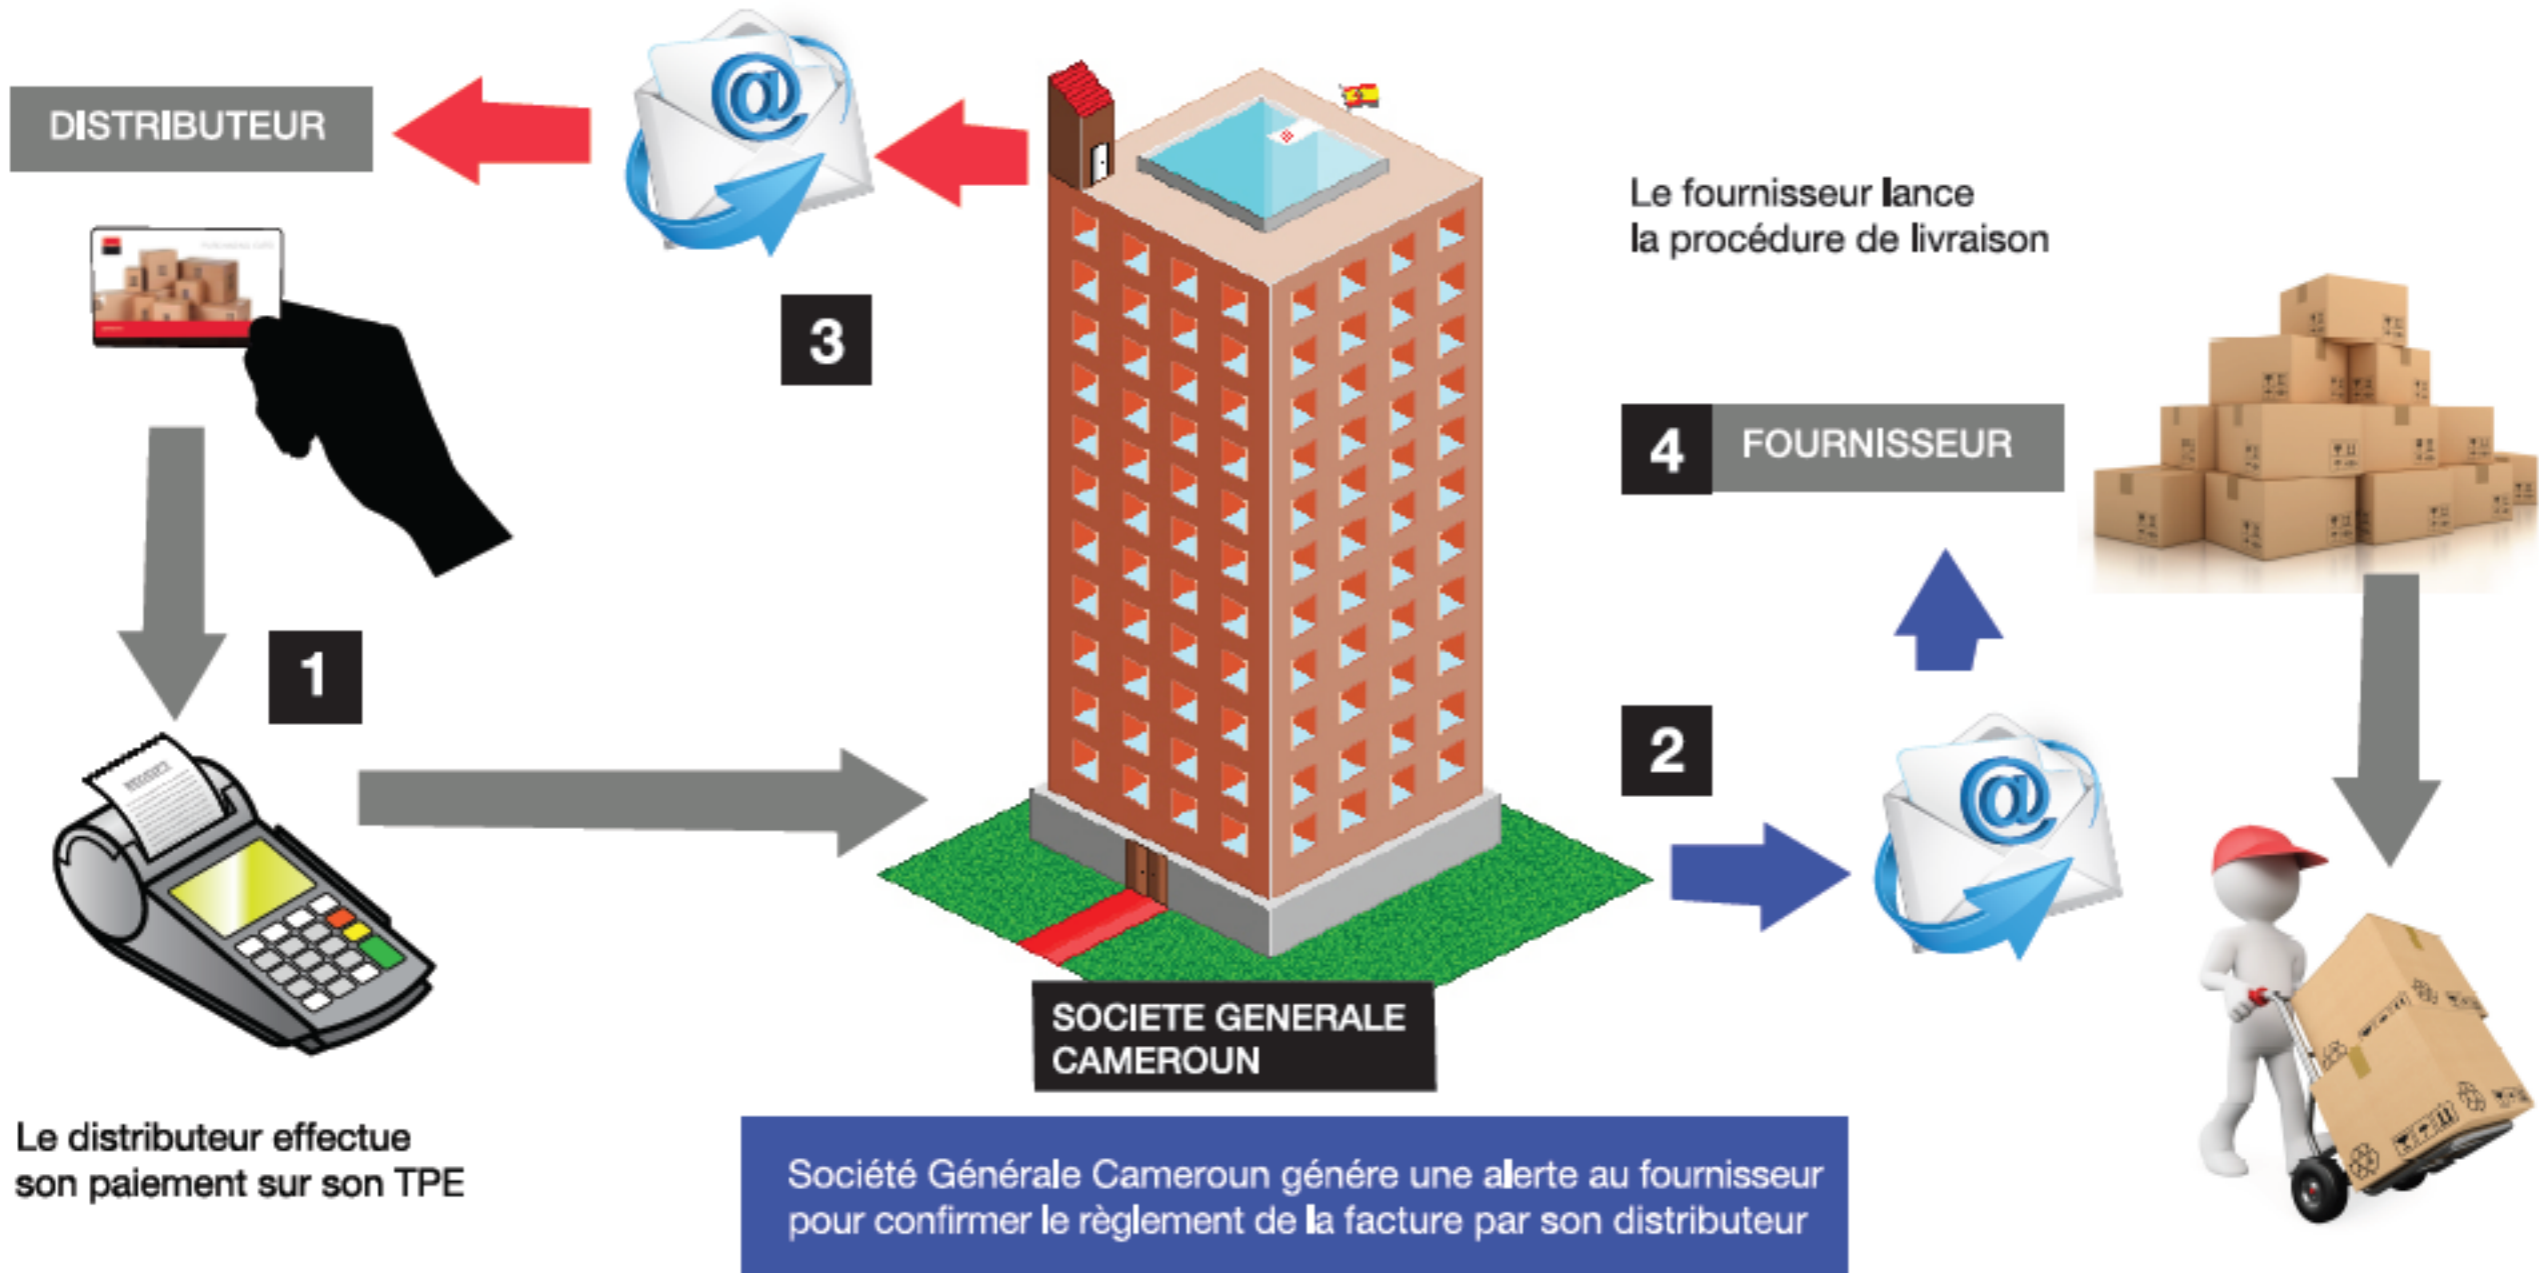 DISTRIBUTEUR
3
Le fournisseur lance
la procédure de livraison
4
FOURNISSEUR
1
RECEIPT
2
SOCIETE GENERALE
CAMEROUN
Le distributeur effectue
son paiement sur son TPE
Société Générale Cameroun génére une alerte au fournisseur
pour confirmer le règlement de la facture par son distributeur